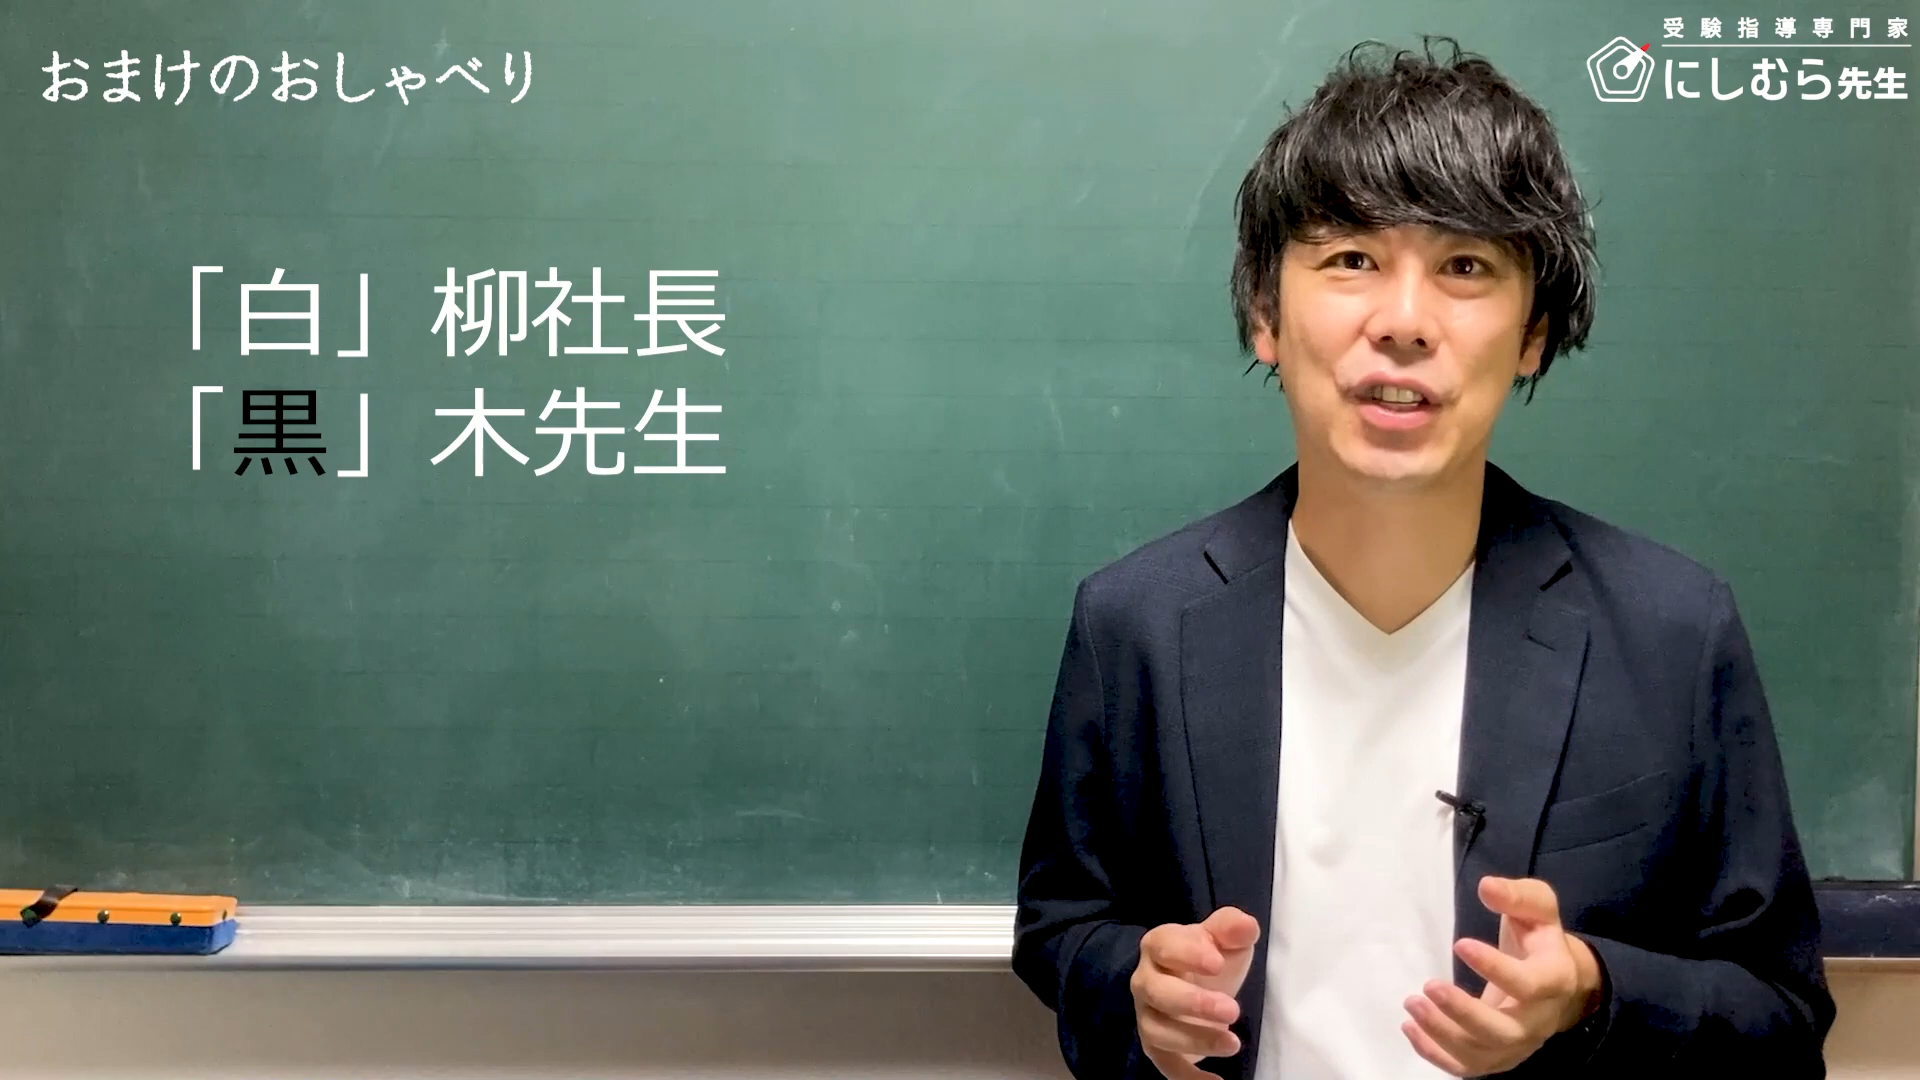 おまけのおしゃべり
受験指導専門家
にしむら先生
「白」柳社長
「黒」木先生